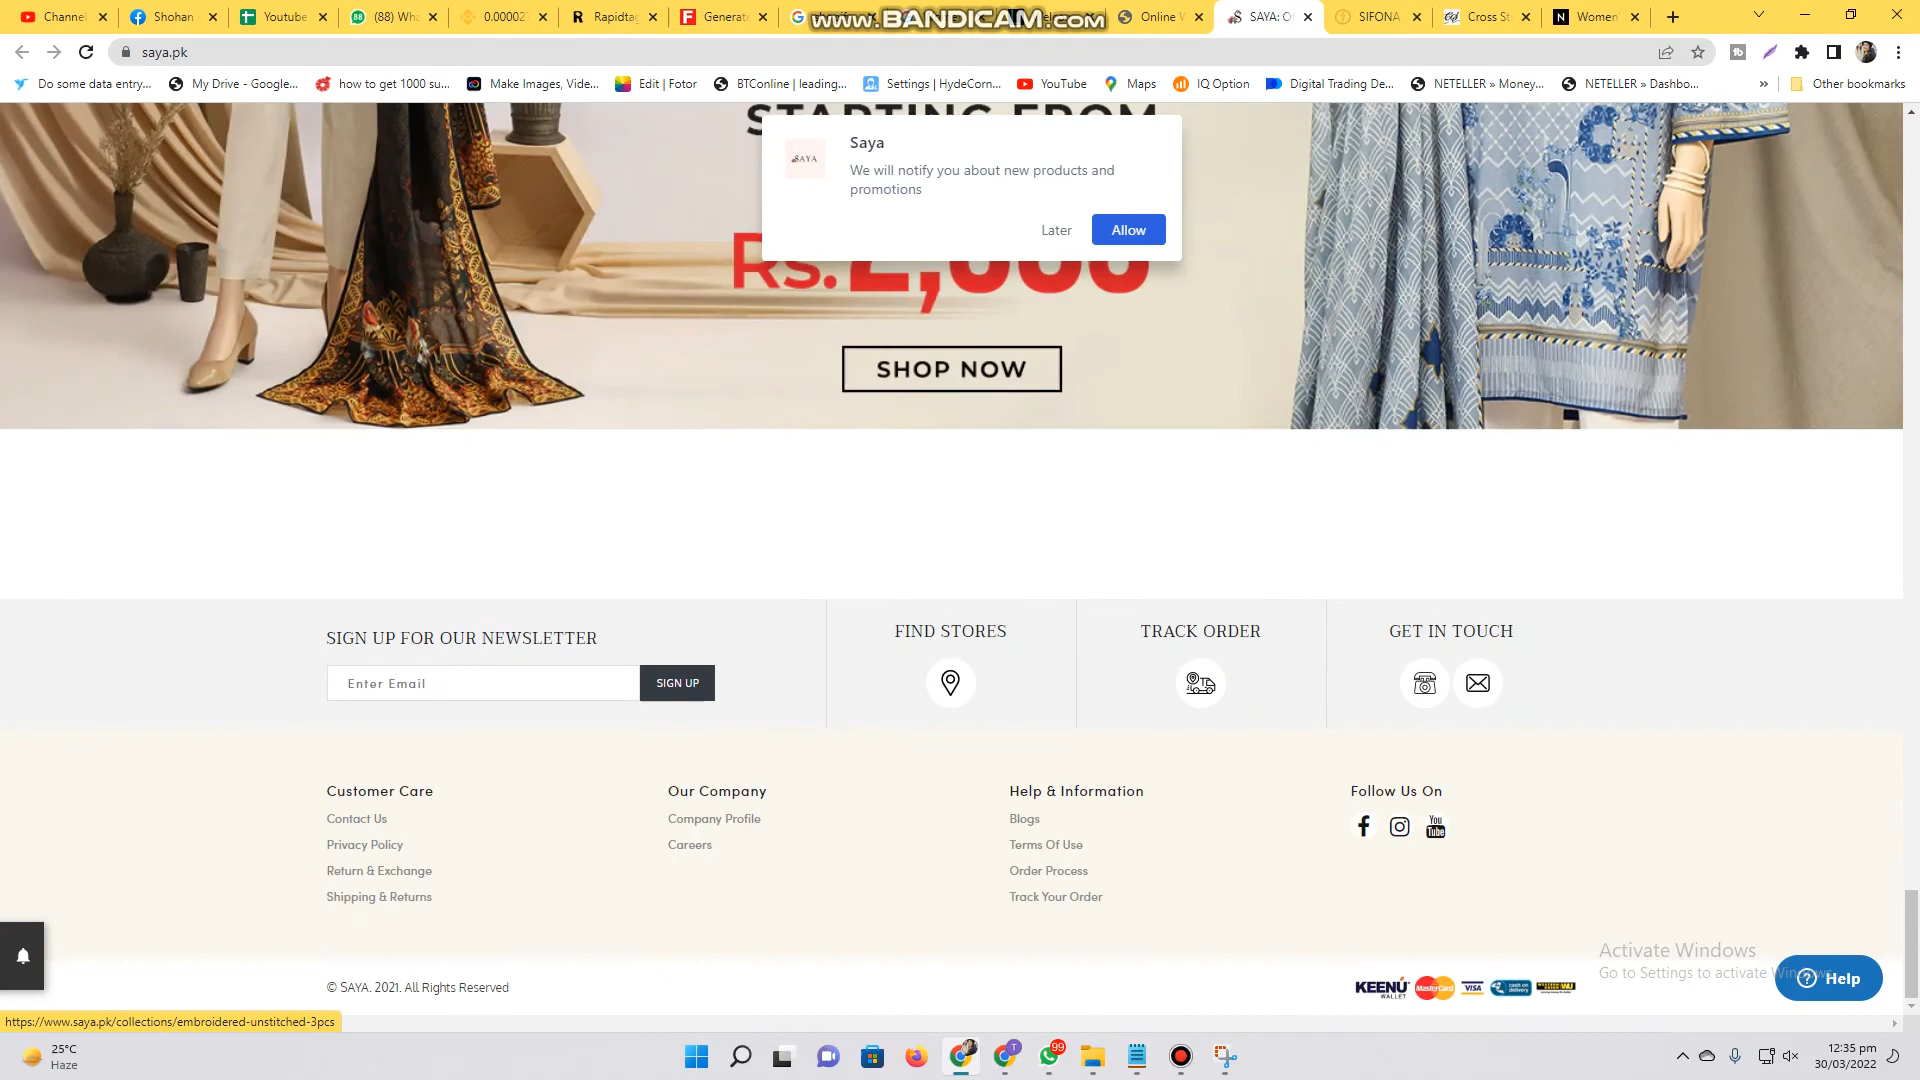 Channel
Shohan
Youtube
(88) Wha
0.00002
Rapidtag
Generate
WWW.BANDICAM.COM
Online W
SAYA: Of
SIFONA
Cross St
Women'
saya.pk
Do some data entry...
My Drive - Google...
how to get 1000 su...
Make Images, Vide...
Edit | Fotor
BTConline | leading...
Settings | HydeCorn...
YouTube
Maps
IQ Option
Digital Trading De...
NETELLER » Money...
NETELLER » Dashbo...
»
Other bookmarks
STARTING FROM
SAYA
Saya
We will notify you about new products and
promotions
Later
Allow
Rs. 2,000
SHOP NOW
SIGN UP FOR OUR NEWSLETTER
Enter Email
SIGN UP
FIND STORES
TRACK ORDER
GET IN TOUCH
Customer Care
Contact Us
Privacy Policy
Return & Exchange
Shipping & Returns
Our Company
Company Profile
Careers
Help & Information
Blogs
Terms Of Use
Order Process
Track Your Order
Follow Us On
You
Tube
Activate Windows
Go to Settings to activate Windows.
Help
© SAYA. 2021. All Rights Reserved
KEENU
WALLET
MasterCard
VISA
cash on
delivery
https://www.saya.pk/collections/embroidered-unstitched-3pcs
25°C
Haze
T
99
12:35 pm
30/03/2022